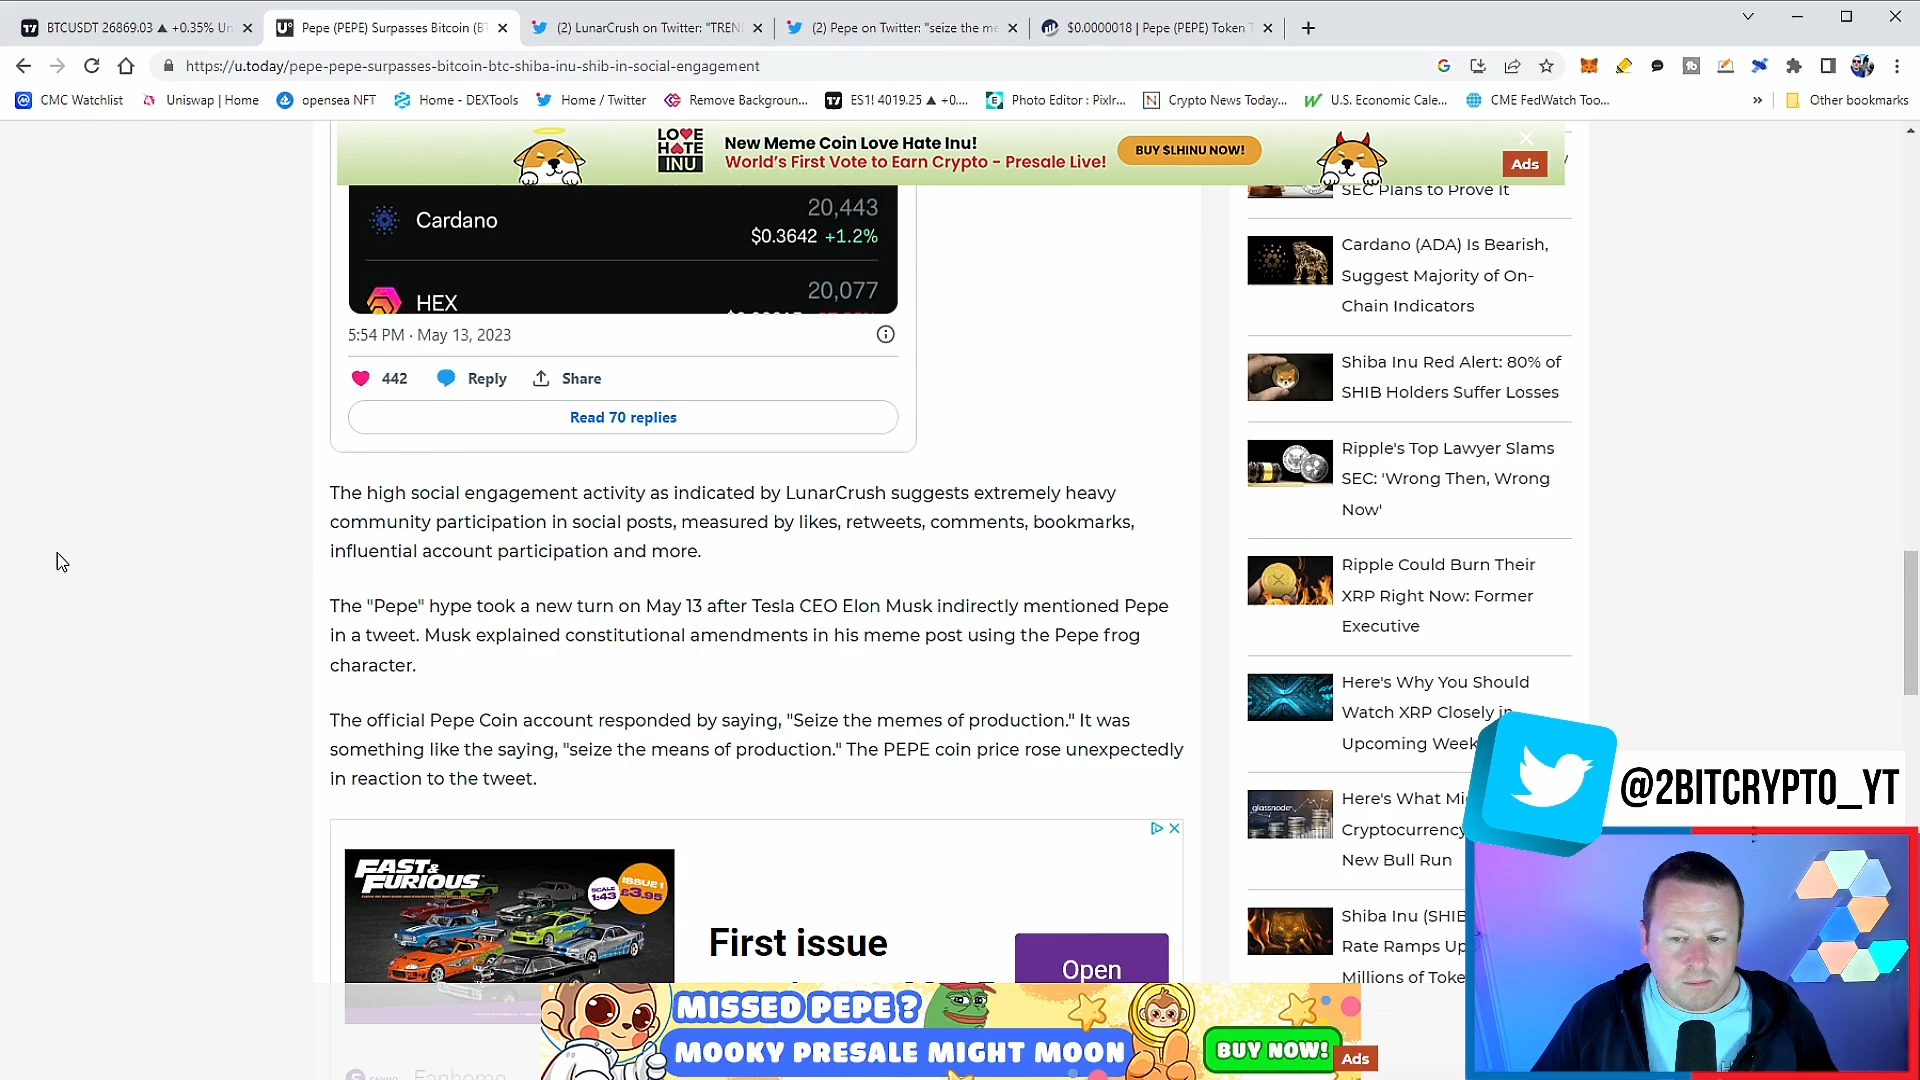 BTCUSDT 26869.03 ▲ +0.35% Un
Pepe (PEPE) Surpasses Bitcoin (BT
(2) LunarCrush on Twitter: "TREN
(2) Pepe on Twitter: "seize the me
$0.0000018 | Pepe (PEPE) Token T
https://u.today/pepe-pepe-surpasses-bitcoin-btc-shiba-inu-shib-in-social-engagement
CMC Watchlist
Uniswap | Home
opensea NFT
Home - DEXTools
Home / Twitter
Remove Backgroun...
ES1! 4019.25 ▲ +0....
Photo Editor : Pixlr...
Crypto News Today...
U.S. Economic Cale...
CME FedWatch Too...
Other bookmarks
LOVE HATE INU
New Meme Coin Love Hate Inu!
World's First Vote to Earn Crypto - Presale Live!
BUY $LHINU NOW!
Ads
Cardano
20,443
$0.3642 +1.2%
HEX
20,077
5:54 PM · May 13, 2023
442
Reply
Share
Read 70 replies
The high social engagement activity as indicated by LunarCrush suggests extremely heavy
community participation in social posts, measured by likes, retweets, comments, bookmarks,
influential account participation and more.
The "Pepe" hype took a new turn on May 13 after Tesla CEO Elon Musk indirectly mentioned Pepe
in a tweet. Musk explained constitutional amendments in his meme post using the Pepe frog
character.
The official Pepe Coin account responded by saying, "Seize the memes of production." It was
something like the saying, "seize the means of production." The PEPE coin price rose unexpectedly
in reaction to the tweet.
FAST & FURIOUS
SCALE 1:43
ISSUE 1 £3.95
First issue
Open
SEC Plans to Prove It
Cardano (ADA) Is Bearish,
Suggest Majority of On-
Chain Indicators
Shiba Inu Red Alert: 80% of
SHIB Holders Suffer Losses
Ripple's Top Lawyer Slams
SEC: 'Wrong Then, Wrong
Now'
Ripple Could Burn Their
XRP Right Now: Former
Executive
Here's Why You Should
Watch XRP Closely in
Upcoming Week
glassnode
Here's What Mi
Cryptocurrency
New Bull Run
Shiba Inu (SHIB
Rate Ramps Up
Millions of Toke
@2BITCRYPTO_YT
MISSED PEPE?
MOOKY PRESALE MIGHT MOON
BUY NOW!
Ads
Fanhome